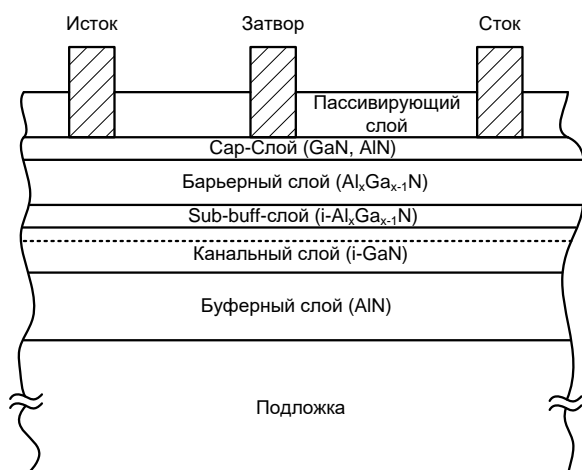 Исток Затвор Сток
Пассивирующий
слой
Cap-Слой (GaN, AlN)
Барьерный слой (AlxGax-1N)
Sub-buff-слой (i-AlxGax-1N)
Канальный слой (i-GaN)
Буферный слой (AlN)
Подложка